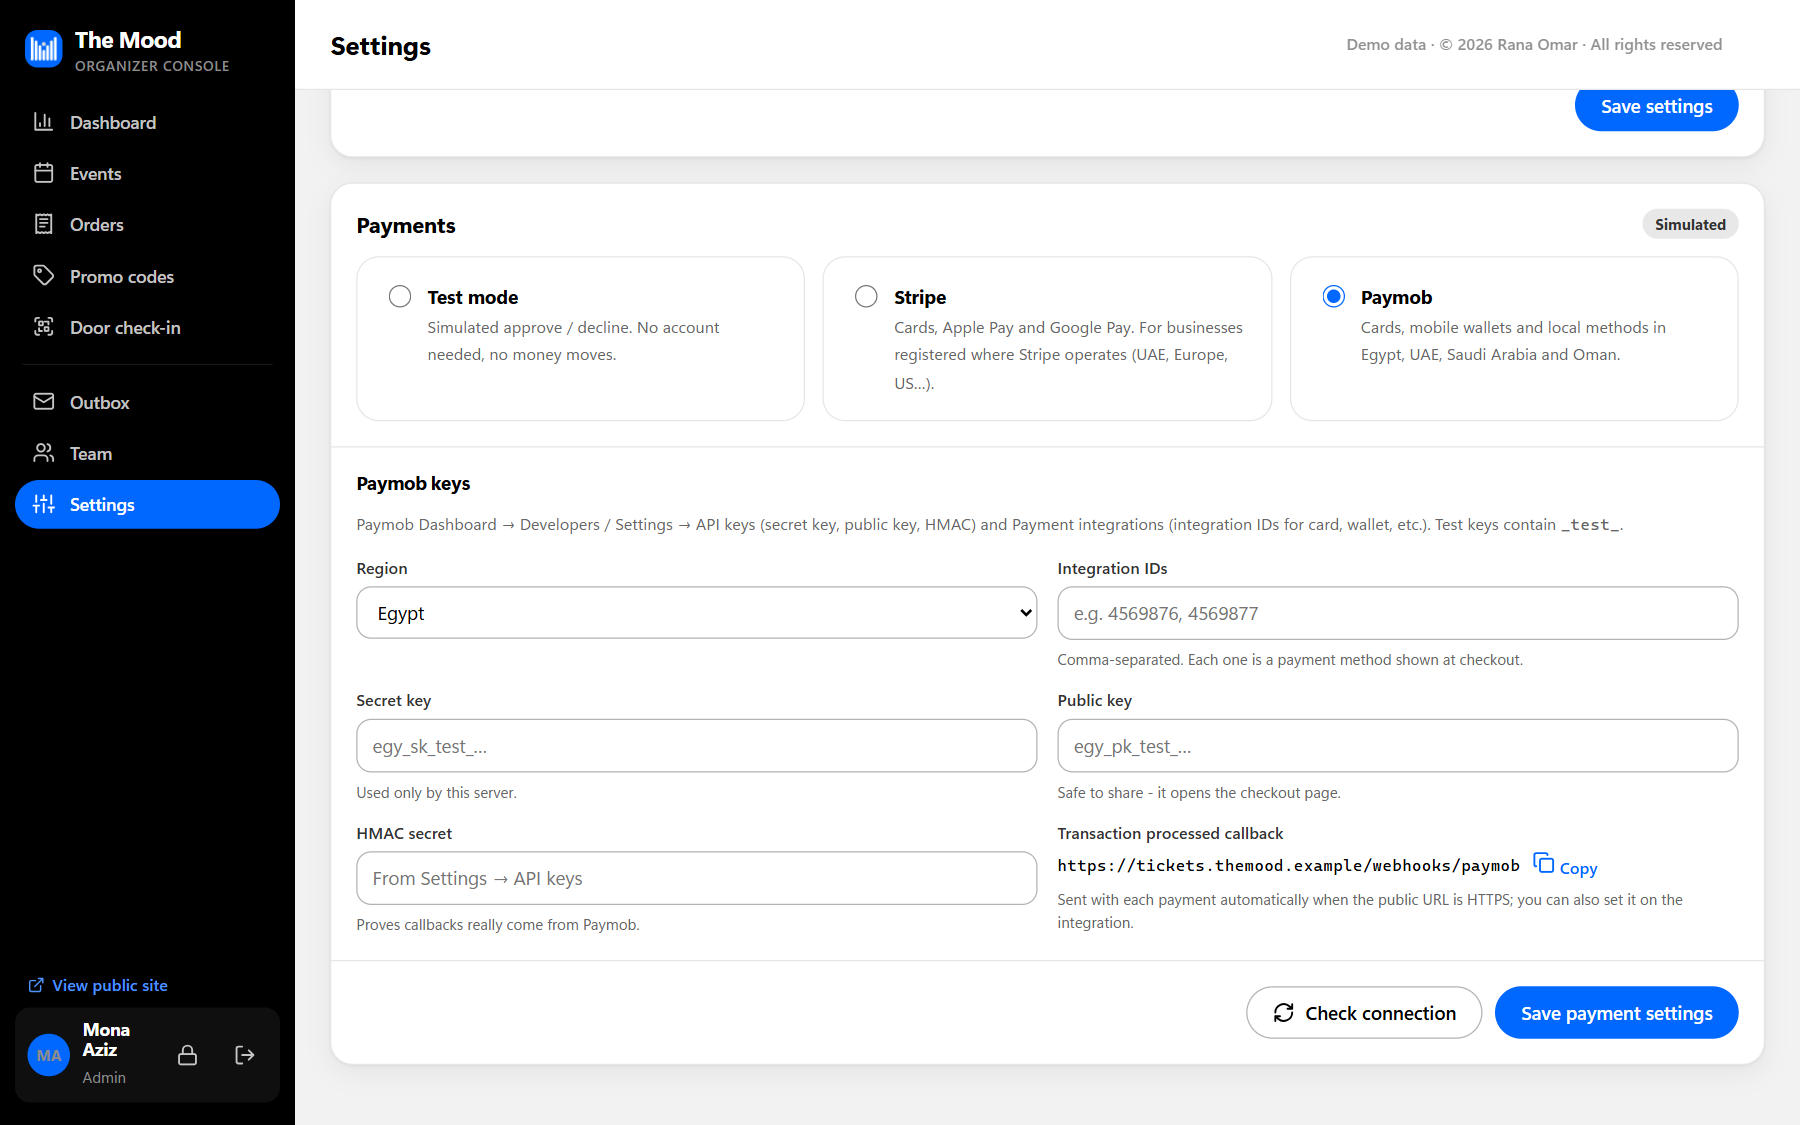 The Mood
ORGANIZER CONSOLE
Dashboard
Events
Orders
Promo codes
Door check-in
Outbox
Team
Settings
View public site
MA
Mona
Aziz
Admin
Settings
Demo data · © 2026 Rana Omar · All rights reserved
Save settings
Payments
Simulated
Test mode
Simulated approve / decline. No account
needed, no money moves.
Stripe
Cards, Apple Pay and Google Pay. For businesses
registered where Stripe operates (UAE, Europe,
US...).
Paymob
Cards, mobile wallets and local methods in
Egypt, UAE, Saudi Arabia and Oman.
Paymob keys
Paymob Dashboard → Developers / Settings → API keys (secret key, public key, HMAC) and Payment integrations (integration IDs for card, wallet, etc.). Test keys contain _test_.
Region
Egypt
Integration IDs
e.g. 4569876, 4569877
Comma-separated. Each one is a payment method shown at checkout.
Secret key
egy_sk_test_...
Used only by this server.
Public key
egy_pk_test_...
Safe to share - it opens the checkout page.
HMAC secret
From Settings → API keys
Proves callbacks really come from Paymob.
Transaction processed callback
https://tickets.themood.example/webhooks/paymob Copy
Sent with each payment automatically when the public URL is HTTPS; you can also set it on the
integration.
Check connection
Save payment settings